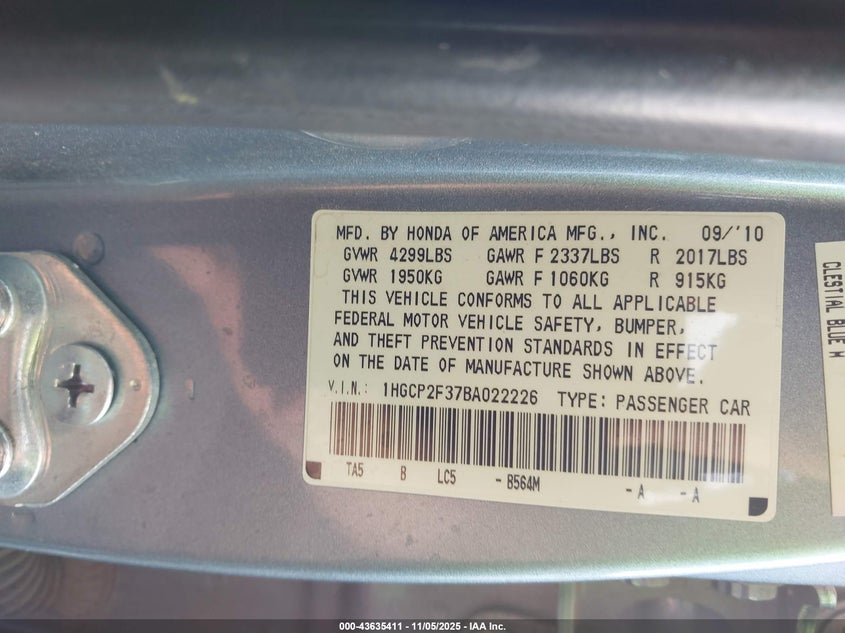 MFD. BY HONDA OF AMERICA MFG., INC. 09/'10
GVWR 4299LBS GAWR F 2337LBS R 2017LBS
GVWR 1950KG GAWR F 1060KG R 915KG
THIS VEHICLE CONFORMS TO ALL APPLICABLE
FEDERAL MOTOR VEHICLE SAFETY, BUMPER,
AND THEFT PREVENTION STANDARDS IN EFFECT
ON THE DATE OF MANUFACTURE SHOWN ABOVE.
V.I.N.: 1HGCP2F37BA022226 TYPE: PASSENGER CAR
TA5 B LC5 - B564M - A - A
CLESTIAL BLUE M
000-43635411 - 11/05/2025 - IAA Inc.